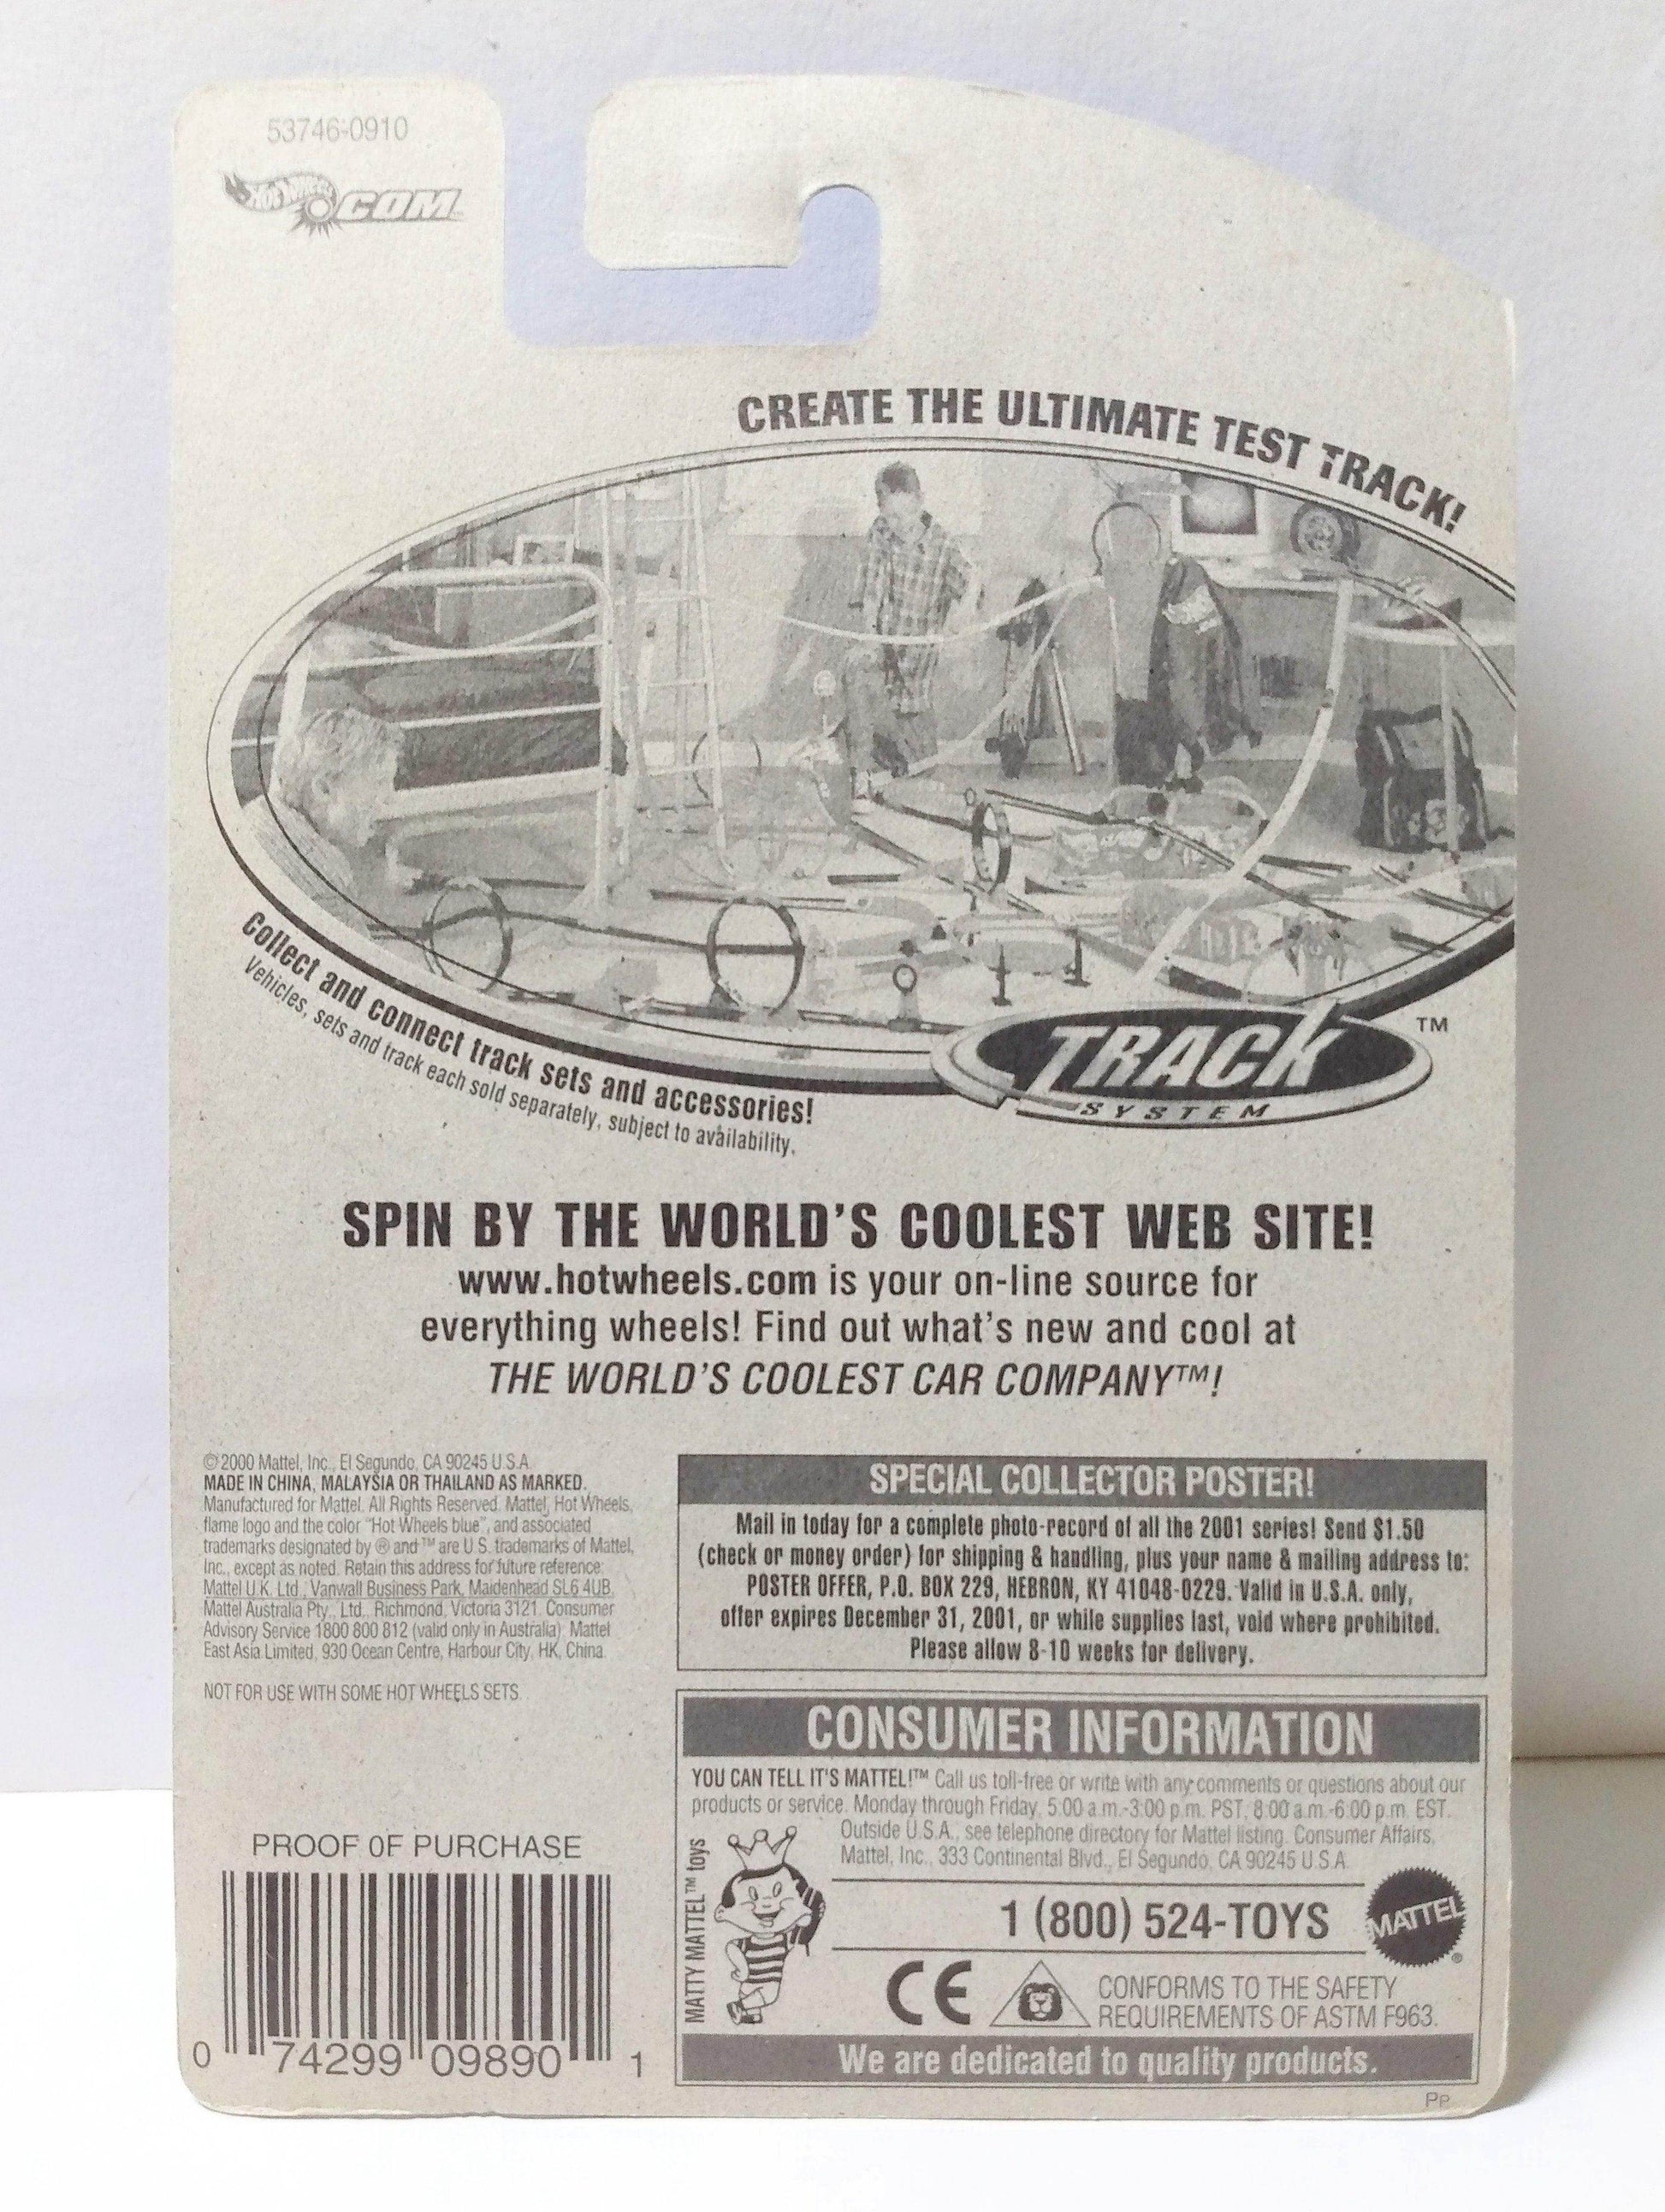 53746-0910
HOT WHEELS .COM
CREATE THE ULTIMATE TEST TRACK!
Collect and connect track sets and accessories!
Vehicles, sets and track each sold separately, subject to availability.
TRACK™
SYSTEM
SPIN BY THE WORLD'S COOLEST WEB SITE!
www.hotwheels.com is your on-line source for
everything wheels! Find out what's new and cool at
THE WORLD'S COOLEST CAR COMPANY™!
©2000 Mattel, Inc., El Segundo, CA 90245 U.S.A.
MADE IN CHINA, MALAYSIA OR THAILAND AS MARKED.
Manufactured for Mattel. All Rights Reserved. Mattel, Hot Wheels,
flame logo and the color "Hot Wheels blue", and associated
trademarks designated by ® and ™ are U.S. trademarks of Mattel,
Inc., except as noted. Retain this address for future reference:
Mattel U.K. Ltd., Vanwall Business Park, Maidenhead SL6 4UB.
Mattel Australia Pty., Ltd., Richmond, Victoria 3121. Consumer
Advisory Service 1800 800 812 (valid only in Australia). Mattel
East Asia Limited, 930 Ocean Centre, Harbour City, HK, China.
NOT FOR USE WITH SOME HOT WHEELS SETS.
SPECIAL COLLECTOR POSTER!
Mail in today for a complete photo-record of all the 2001 series! Send $1.50
(check or money order) for shipping & handling, plus your name & mailing address to:
POSTER OFFER, P.O. BOX 229, HEBRON, KY 41048-0229. Valid in U.S.A. only,
offer expires December 31, 2001, or while supplies last, void where prohibited.
Please allow 8-10 weeks for delivery.
CONSUMER INFORMATION
YOU CAN TELL IT'S MATTEL!™ Call us toll-free or write with any comments or questions about our
products or service. Monday through Friday, 5:00 a.m.-3:00 p.m. PST, 8:00 a.m.-6:00 p.m. EST.
Outside U.S.A., see telephone directory for Mattel listing. Consumer Affairs,
Mattel, Inc., 333 Continental Blvd., El Segundo, CA 90245 U.S.A.
MATTY MATTEL™ toys
1 (800) 524-TOYS
MATTEL®
CE
CONFORMS TO THE SAFETY
REQUIREMENTS OF ASTM F963.
We are dedicated to quality products.
PP
PROOF OF PURCHASE
0 74299 09890 1